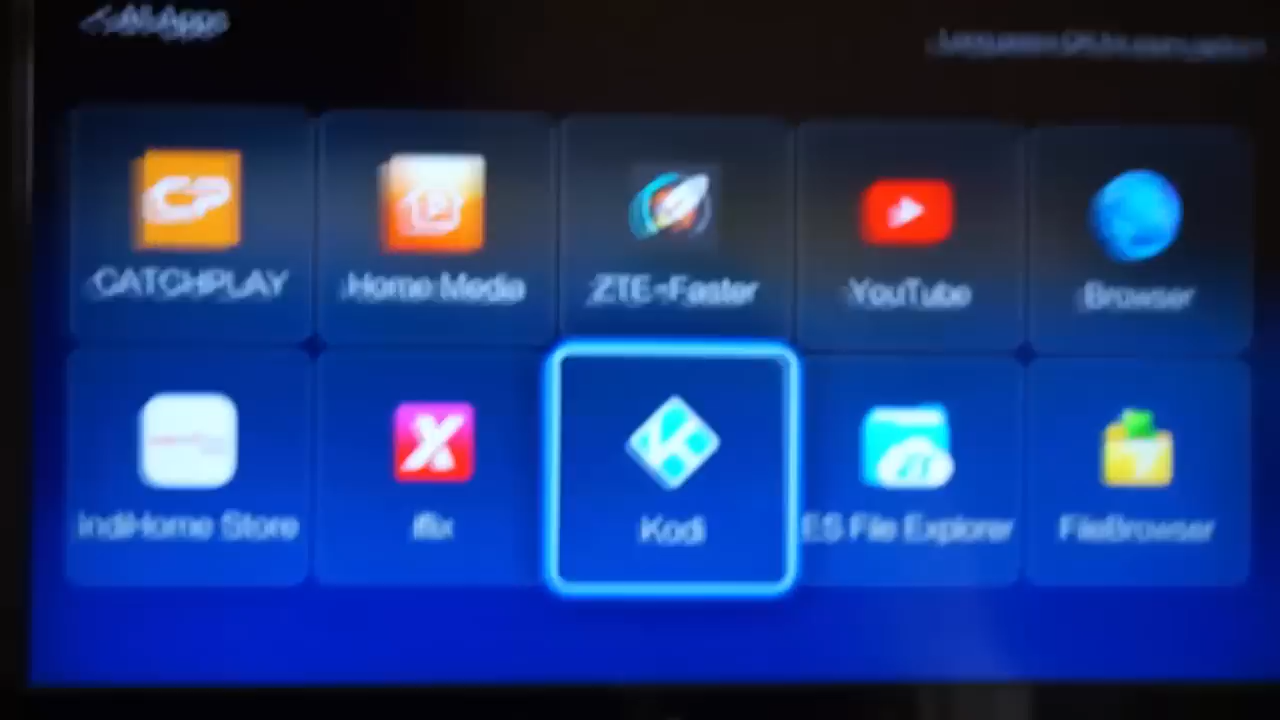 All Apps
CATCHPLAY
Home Media
ZTE-Faster
YouTube
Browser
IndiHome Store
iflix
Kodi
ES File Explorer
FileBrowser